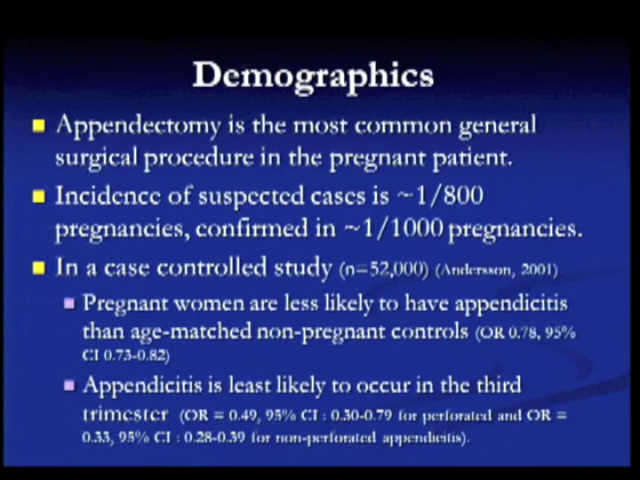 Demographics
Appendectomy is the most common general
surgical procedure in the pregnant patient.
Incidence of suspected cases is ~1/800
pregnancies, confirmed in ~1/1000 pregnancies.
In a case controlled study (n=52,000) (Andersson, 2001)
Pregnant women are less likely to have appendicitis
than age-matched non-pregnant controls (OR 0.78, 95%
CI 0.73-0.82)
Appendicitis is least likely to occur in the third
trimester (OR = 0.49, 95% CI : 0.30-0.79 for perforated and OR =
0.33, 95% CI : 0.28-0.39 for non-perforated appendicitis).